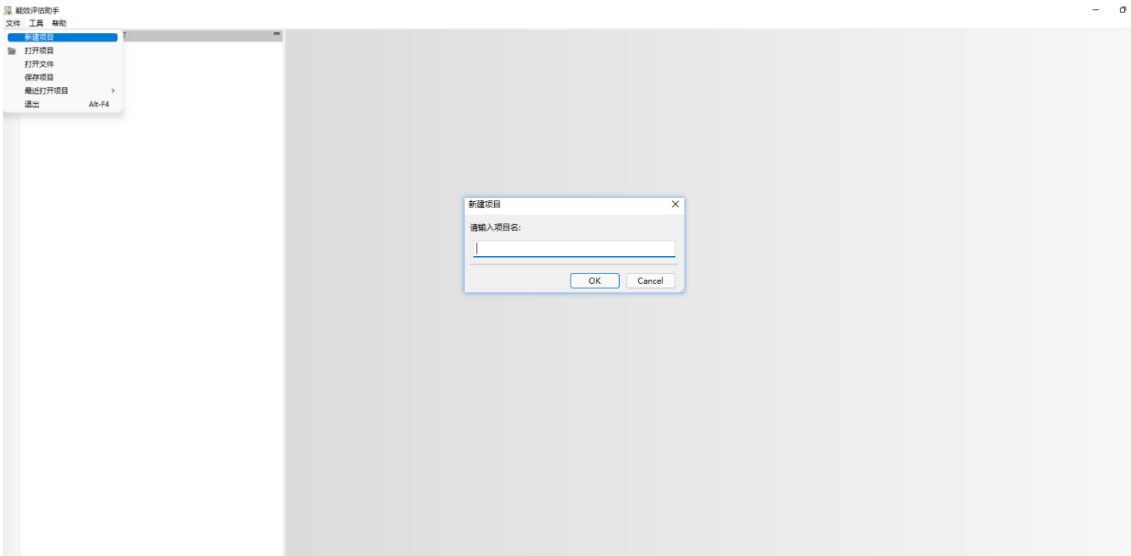 能效评估助手
文件 工具 帮助
新建项目
打开项目
打开文件
保存项目
最近打开项目
退出 Alt-F4
新建项目
请输入项目名:
OK Cancel